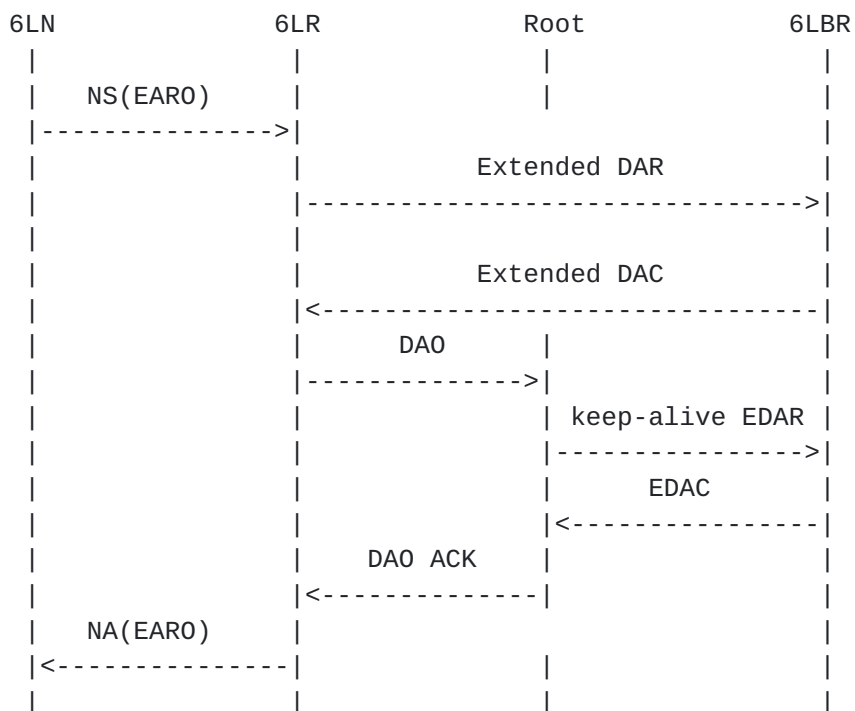 6LN 6LR Root 6LBR
NS(EARO)
Extended DAR
Extended DAC
DAO
keep-alive EDAR
EDAC
DAO ACK
NA(EARO)